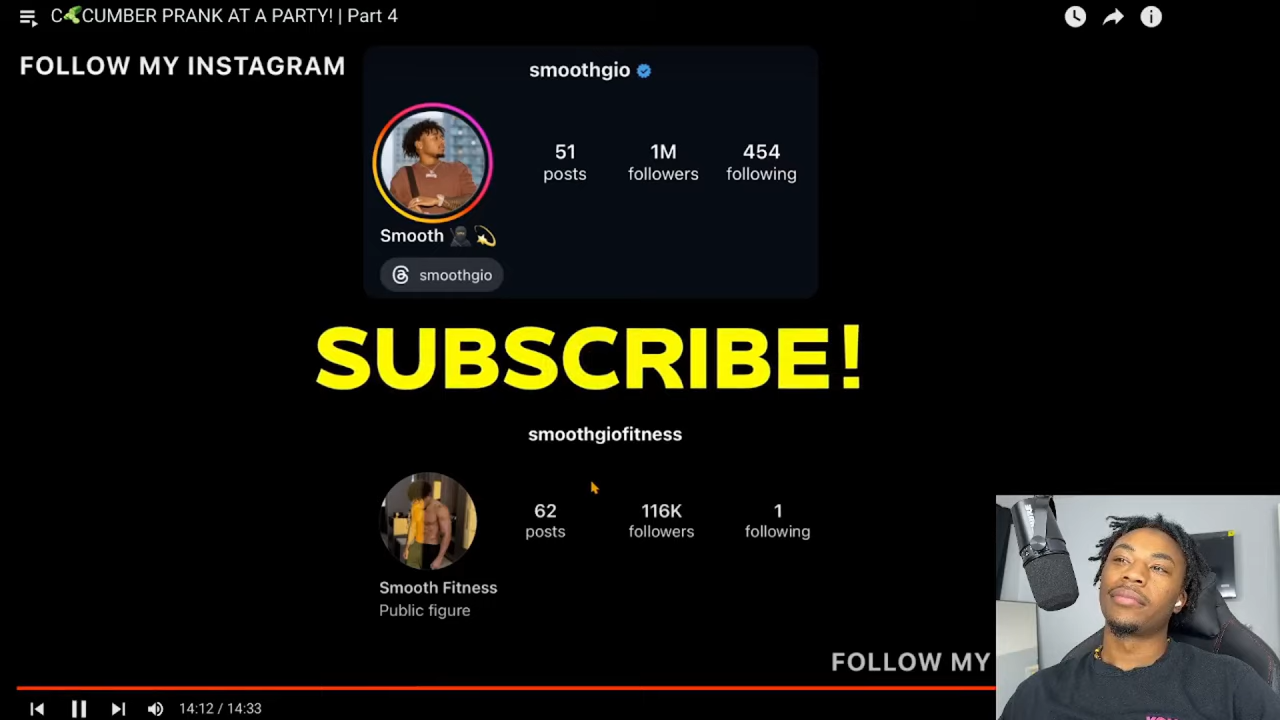 C🥒CUMBER PRANK AT A PARTY! | Part 4
FOLLOW MY INSTAGRAM
smoothgio
51 1M 454
posts followers following
Smooth 🥷🏿💫
smoothgio
SUBSCRIBE!
smoothgiofitness
62 116K 1
posts followers following
Smooth Fitness
Public figure
FOLLOW MY
14:12 / 14:33